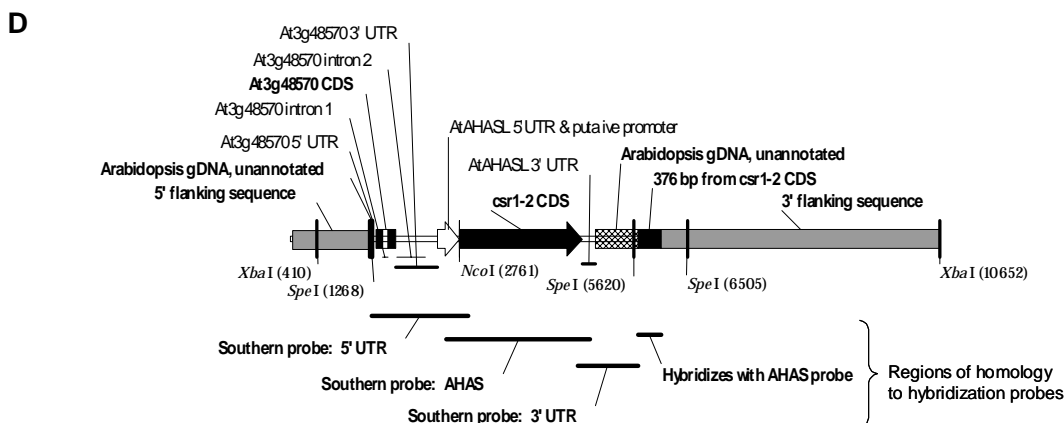 D
At3g48570 3' UTR
At3g48570 intron 2
At3g48570 CDS
At3g48570 intron 1
At3g48570 5' UTR
Arabidopsis gDNA, unannotated
5' flanking sequence
AtAHASL 5' UTR & putaive promoter
AtAHASL 3' UTR
csr1-2 CDS
Arabidopsis gDNA, unannotated
376 bp from csr1-2 CDS
3' flanking sequence
XbaI (410)
SpeI (1268)
NcoI (2761)
SpeI (5620)
SpeI (6505)
XbaI (10652)
Southern probe: 5' UTR
Southern probe: AHAS
Southern probe: 3' UTR
Hybridizes with AHAS probe
Regions of homology
to hybridization probes